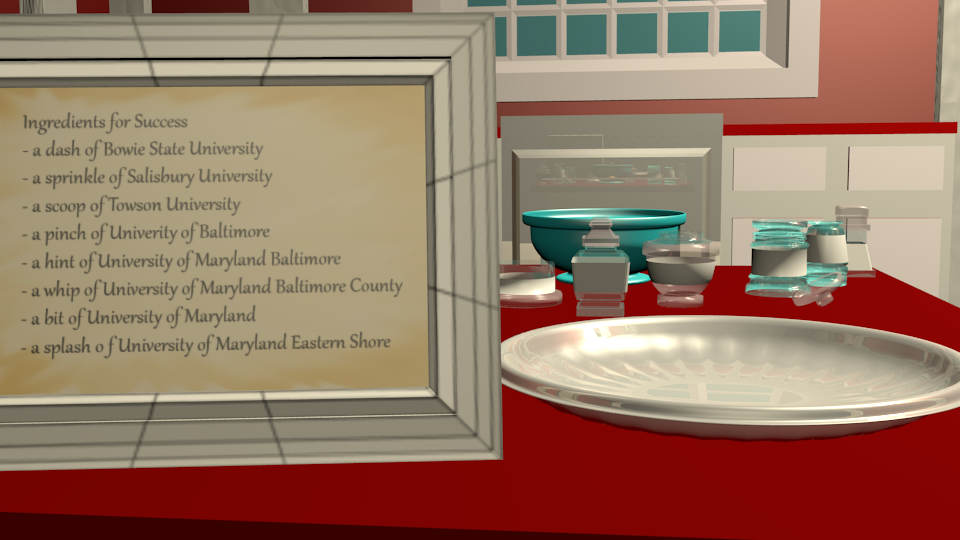 Ingredients for Success
- a dash of Bowie State University
- a sprinkle of Salisbury University
- a scoop of Towson University
- a pinch of Univerity of Baltimore
- a hint of University of Maryland Baltimore
- a whip of University of Maryland Baltimore County
- a bit of University of Maryland
- a splash of University of Maryland Eastern Shore